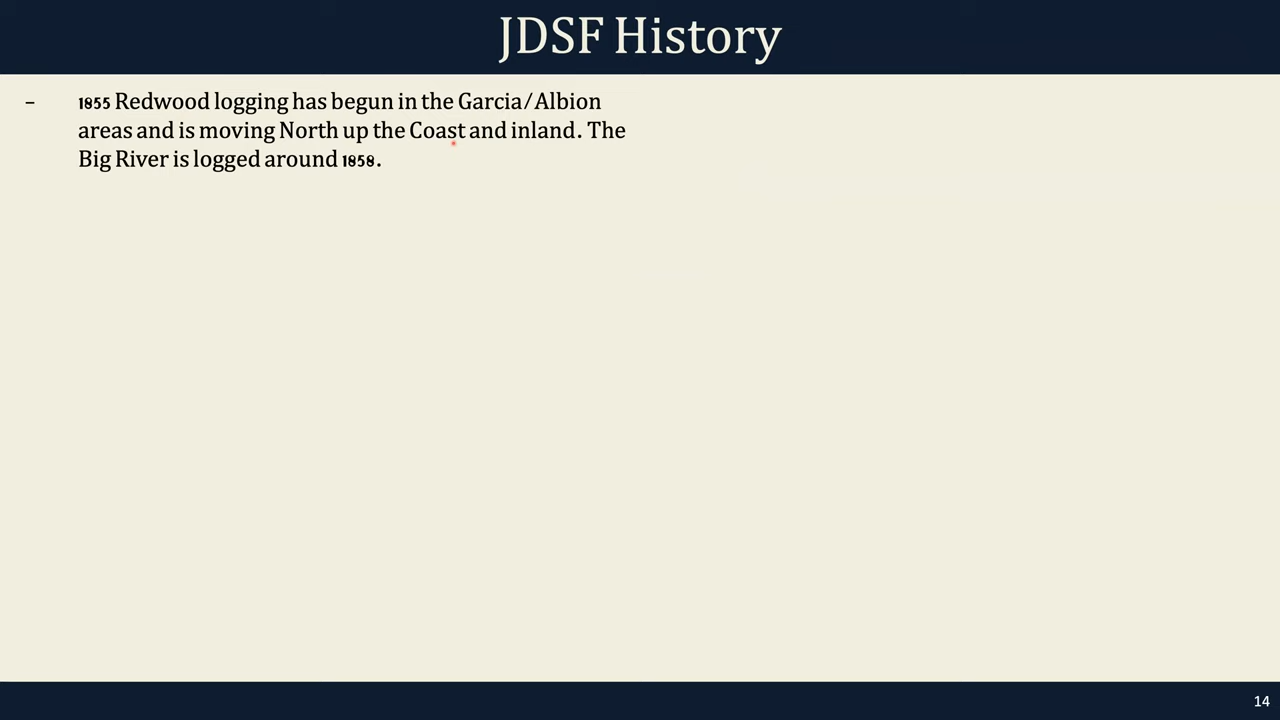 JDSF History
– 1855 Redwood logging has begun in the Garcia/Albion
areas and is moving North up the Coast and inland. The
Big River is logged around 1858.
14